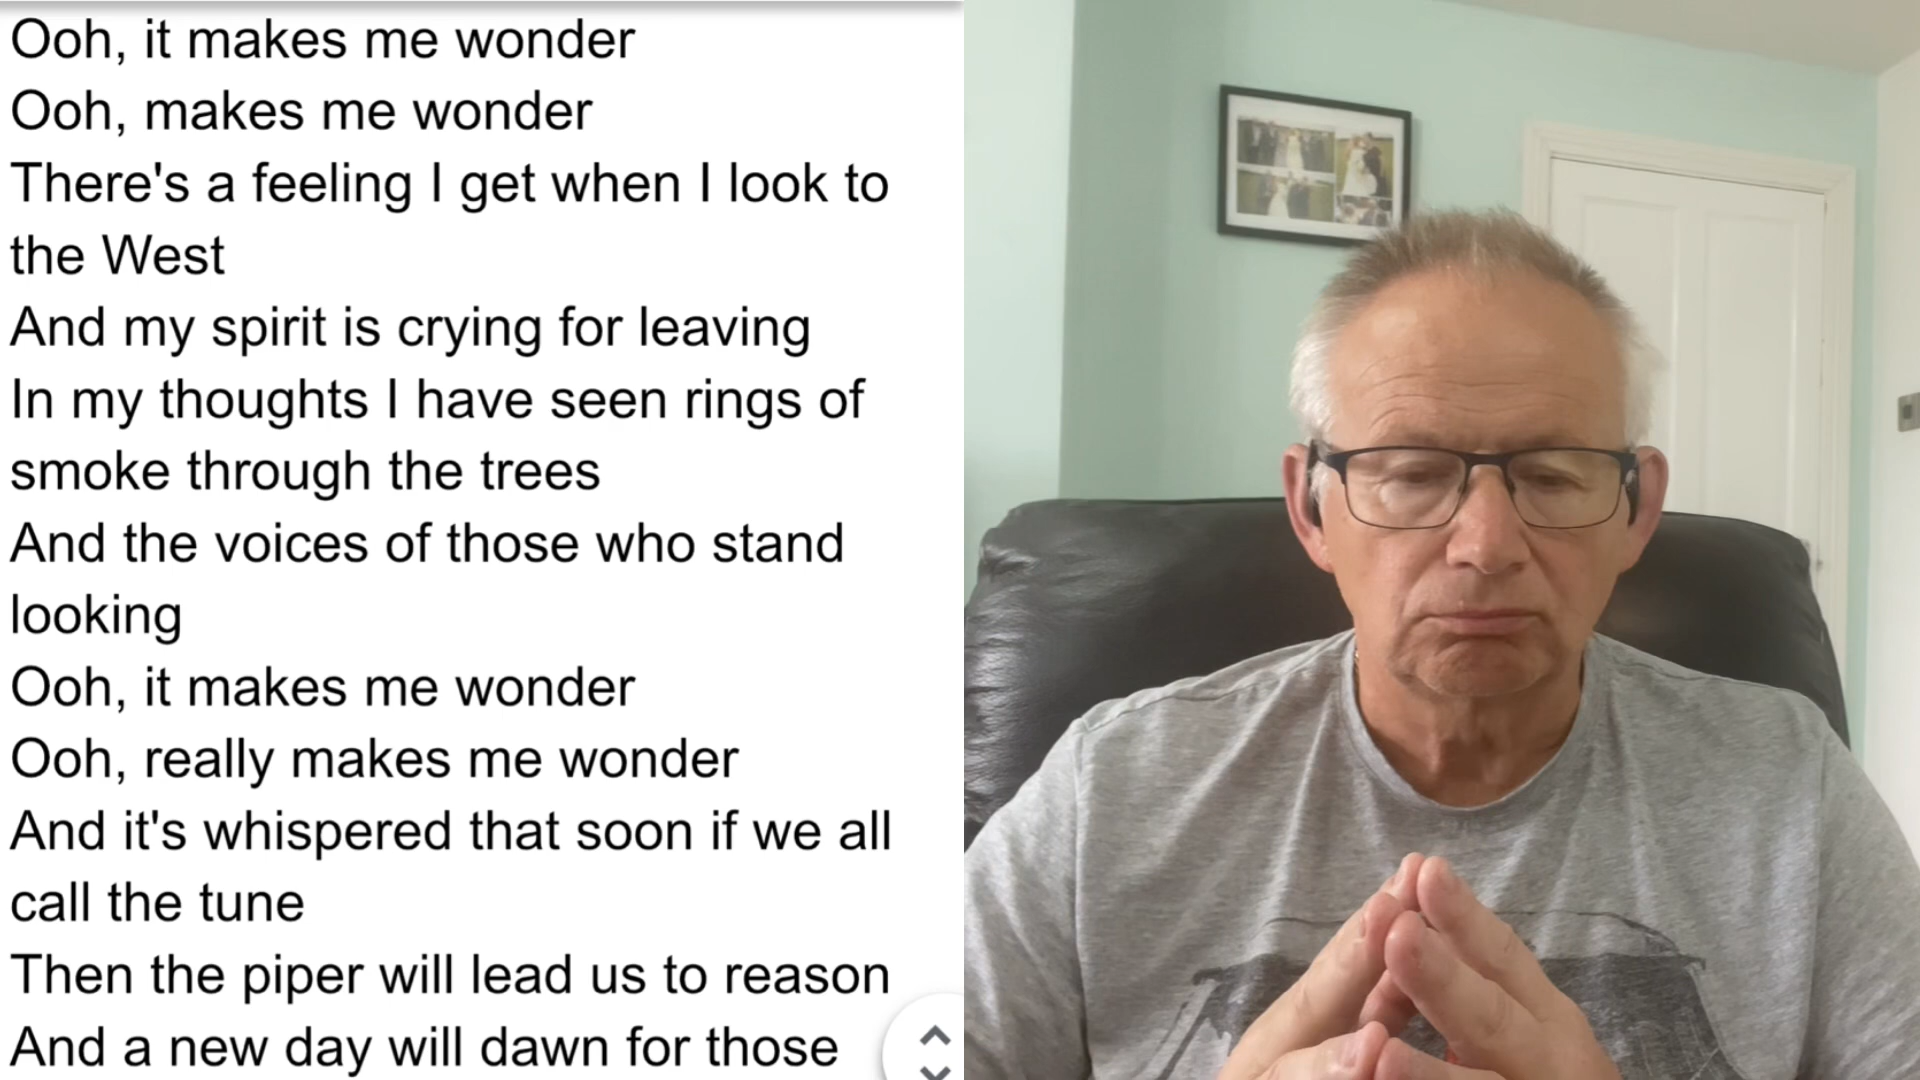 Ooh, it makes me wonder
Ooh, makes me wonder
There's a feeling I get when I look to
the West
And my spirit is crying for leaving
In my thoughts I have seen rings of
smoke through the trees
And the voices of those who stand
looking
Ooh, it makes me wonder
Ooh, really makes me wonder
And it's whispered that soon if we all
call the tune
Then the piper will lead us to reason
And a new day will dawn for those